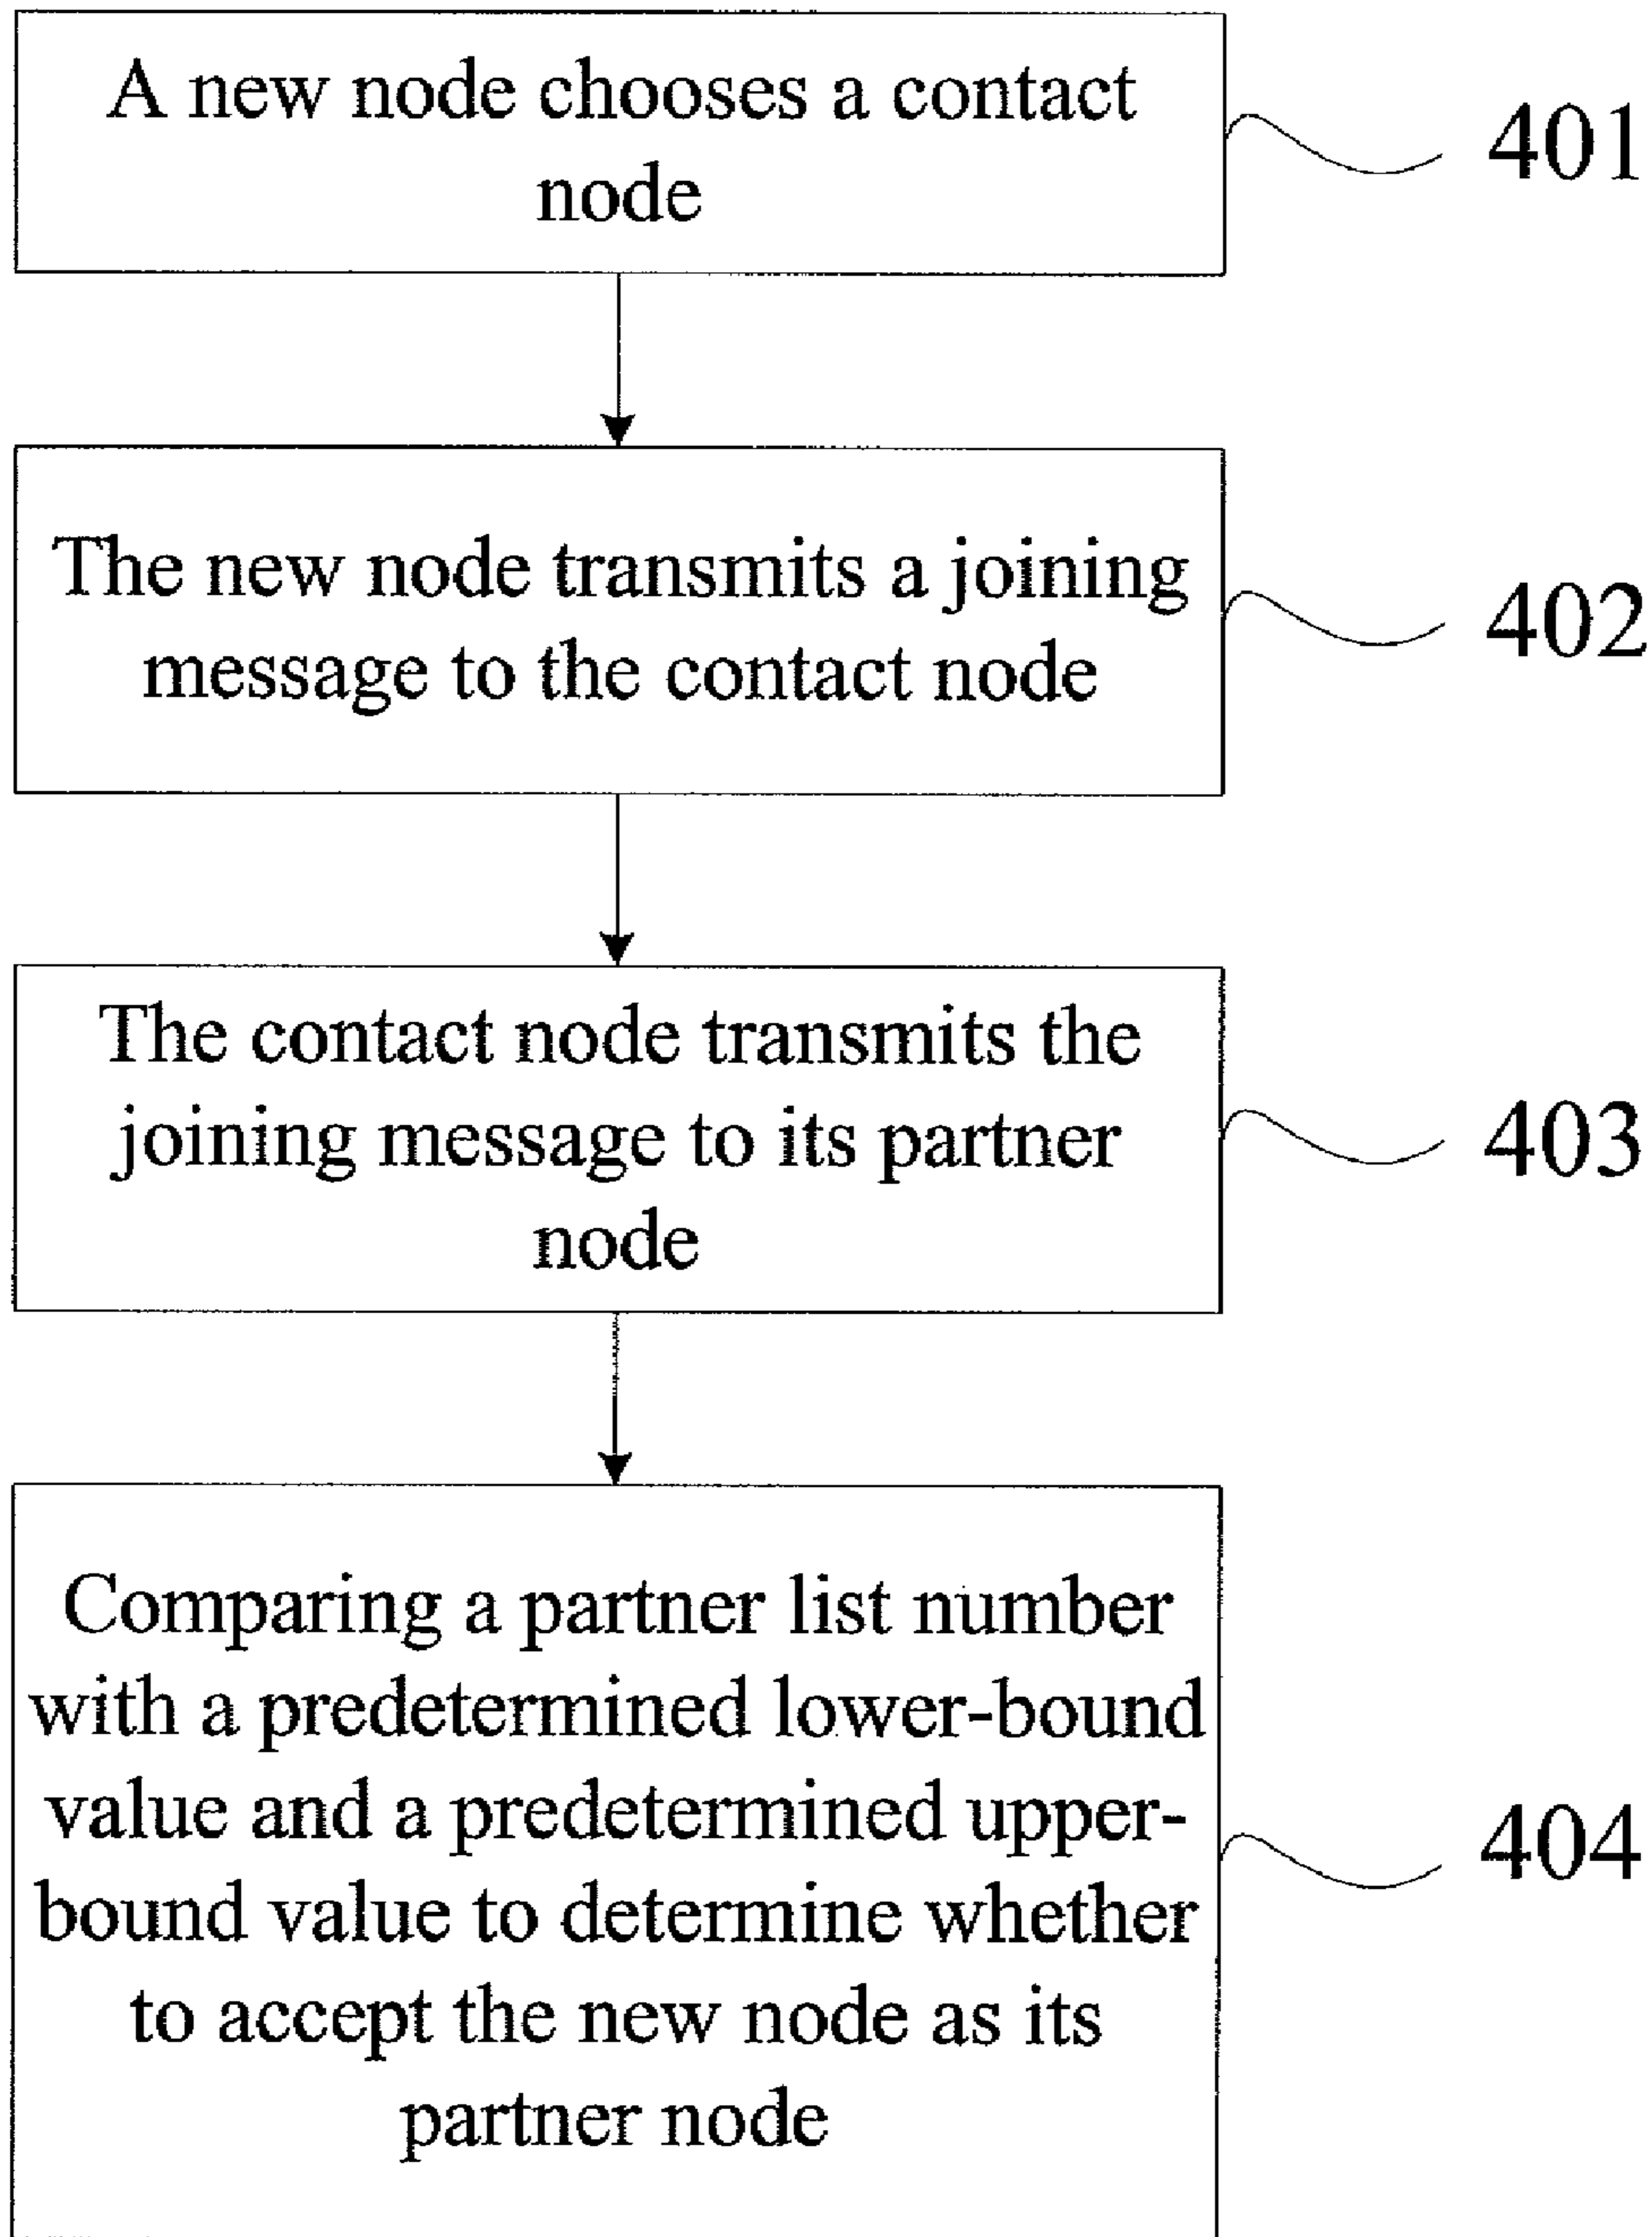 A new node chooses a contact
node
401
The new node transmits a joining
message to the contact node
402
The contact node transmits the
joining message to its partner
node
403
Comparing a partner list number
with a predetermined lower-bound
value and a predetermined upper-
bound value to determine whether
to accept the new node as its
partner node
404